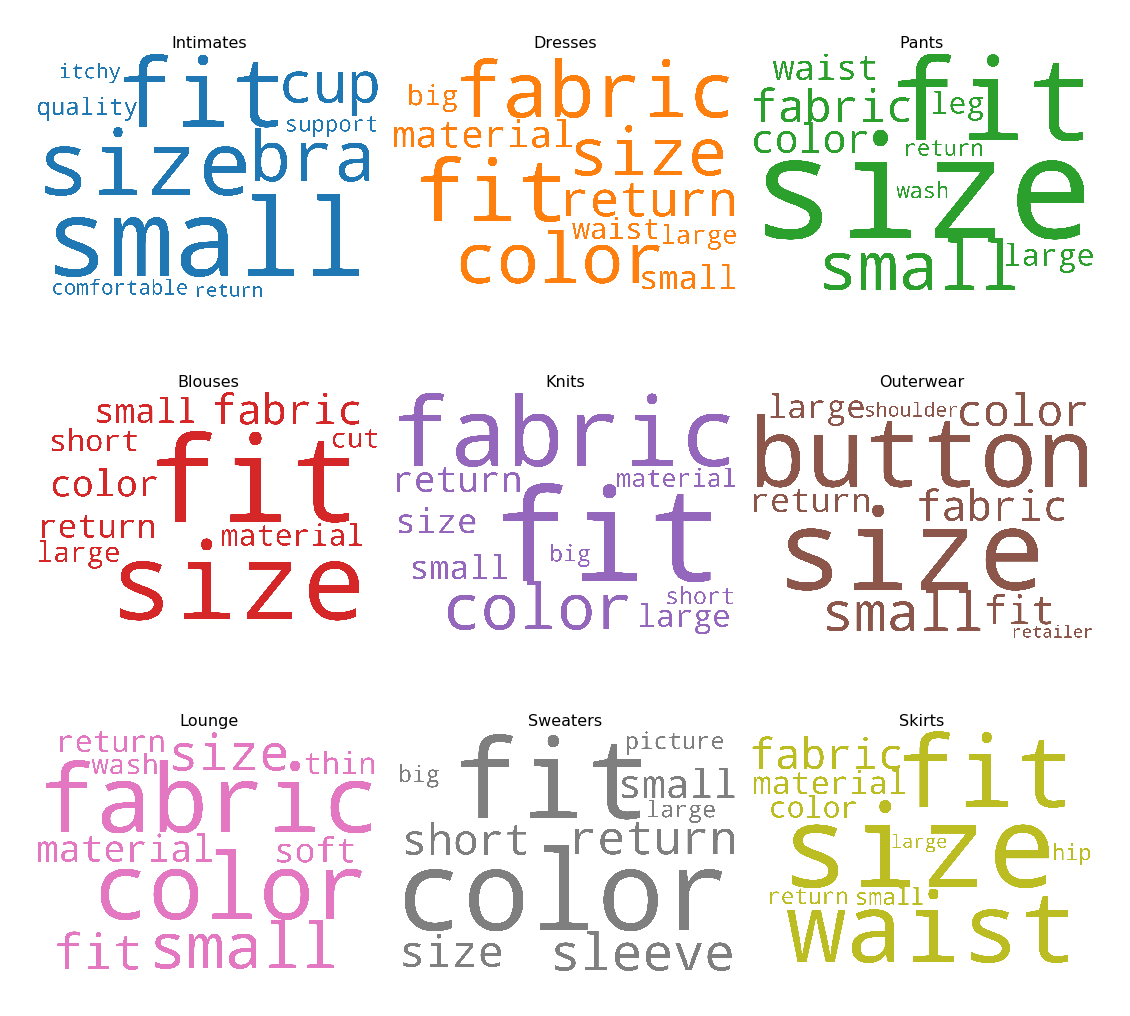 Intimates
itchy fit cup
quality
support
size bra
small
comfortable return
Dresses
big fabric
material
size
fit return
waist large
color small
Pants
waist fit
fabric leg
color return
size wash
small large
Blouses
small fabric
short fit cut
color
return material
large
size
Knits
fabric
return material
fit
size
big
small short
color large
Outerwear
large shoulder color
button
return fabric
size
small fit
retailer
Lounge
return size
wash thin
fabric
material soft
color
fit small
Sweaters
fit picture
big small
large
short return
color
size sleeve
Skirts
fabric fit
material
color
size large hip
return small
waist